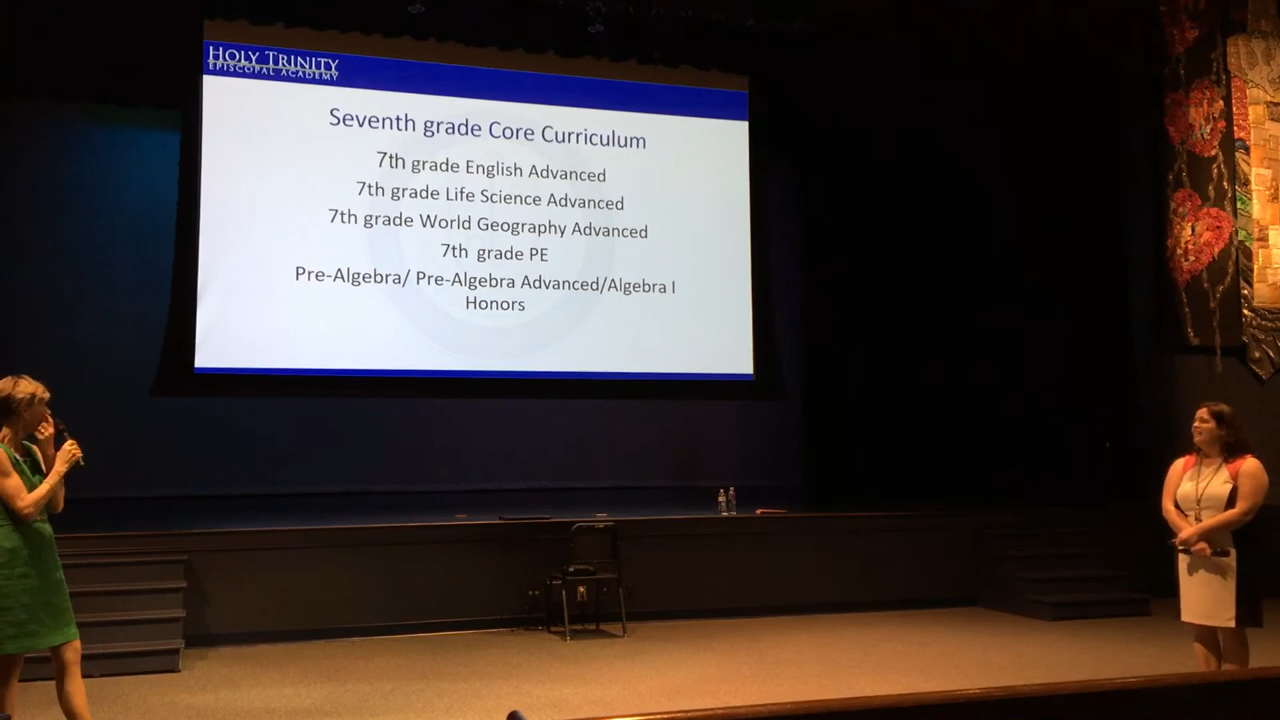 HOLY TRINITY
EPISCOPAL ACADEMY
Seventh grade Core Curriculum
7th grade English Advanced
7th grade Life Science Advanced
7th grade World Geography Advanced
7th grade PE
Pre-Algebra/ Pre-Algebra Advanced/Algebra I
Honors